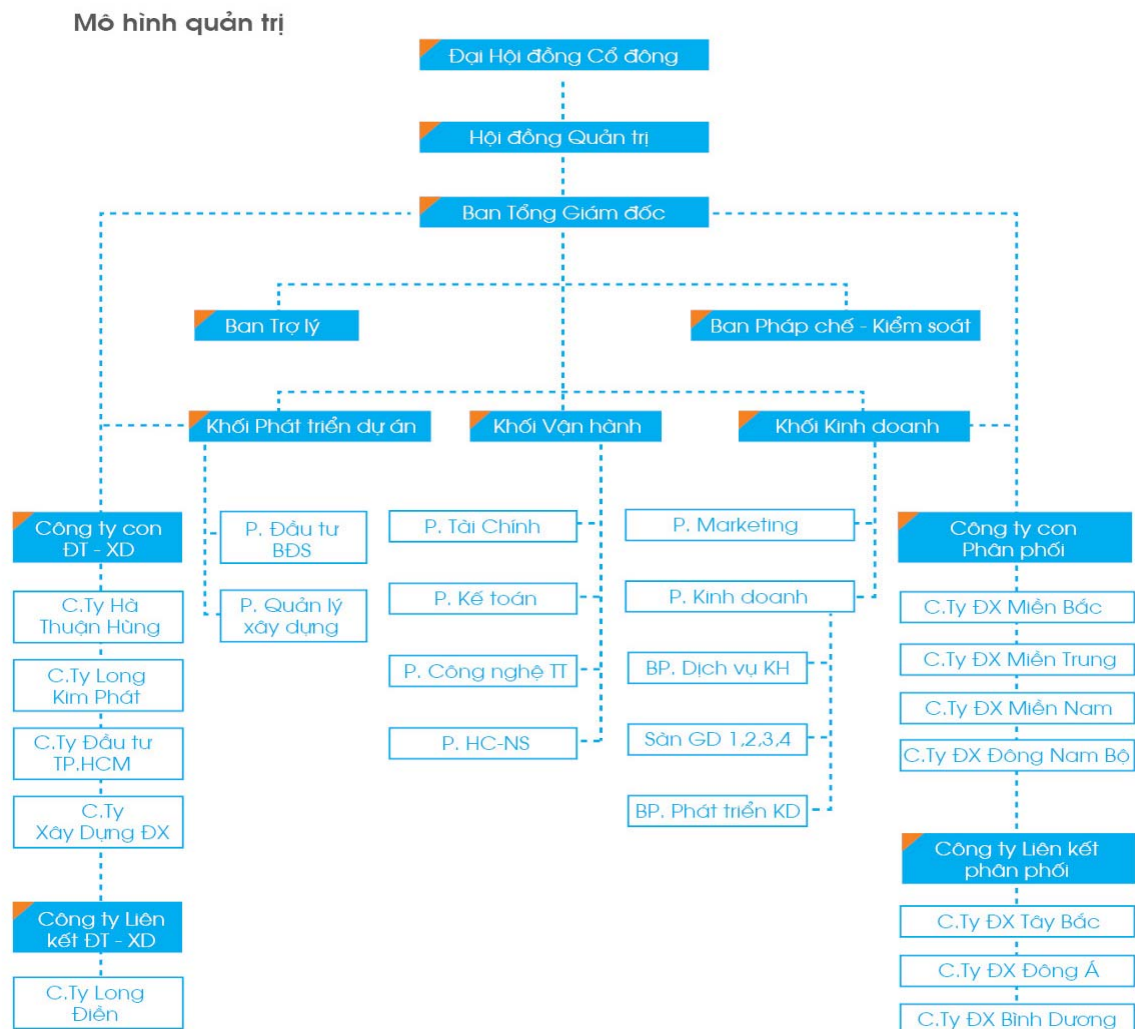 Mô hình quản trị
Đại Hội đồng Cổ đông
Hội đồng Quản trị
Ban Tổng Giám đốc
Ban Trợ lý
Ban Pháp chế - Kiểm soát
Khối Phát triển dự án
Khối Vận hành
Khối Kinh doanh
Công ty con
ĐT - XD
C.Ty Hà
Thuận Hùng
C.Ty Long
Kim Phát
C.Ty Đầu tư
TP.HCM
C.Ty
Xây Dựng ĐX
Công ty Liên
kết ĐT - XD
C.Ty Long
Điền
P. Đầu tư
BĐS
P. Quản lý
xây dựng
P. Tài Chính
P. Kế toán
P. Công nghệ TT
P. HC-NS
P. Marketing
P. Kinh doanh
BP. Dịch vụ KH
Sàn GD 1,2,3,4
BP. Phát triển KD
Công ty con
Phân phối
C.Ty ĐX Miền Bắc
C.Ty ĐX Miền Trung
C.Ty ĐX Miền Nam
C.Ty ĐX Đông Nam Bộ
Công ty Liên kết
phân phối
C.Ty ĐX Tây Bắc
C.Ty ĐX Đông Á
C.Ty ĐX Bình Dương